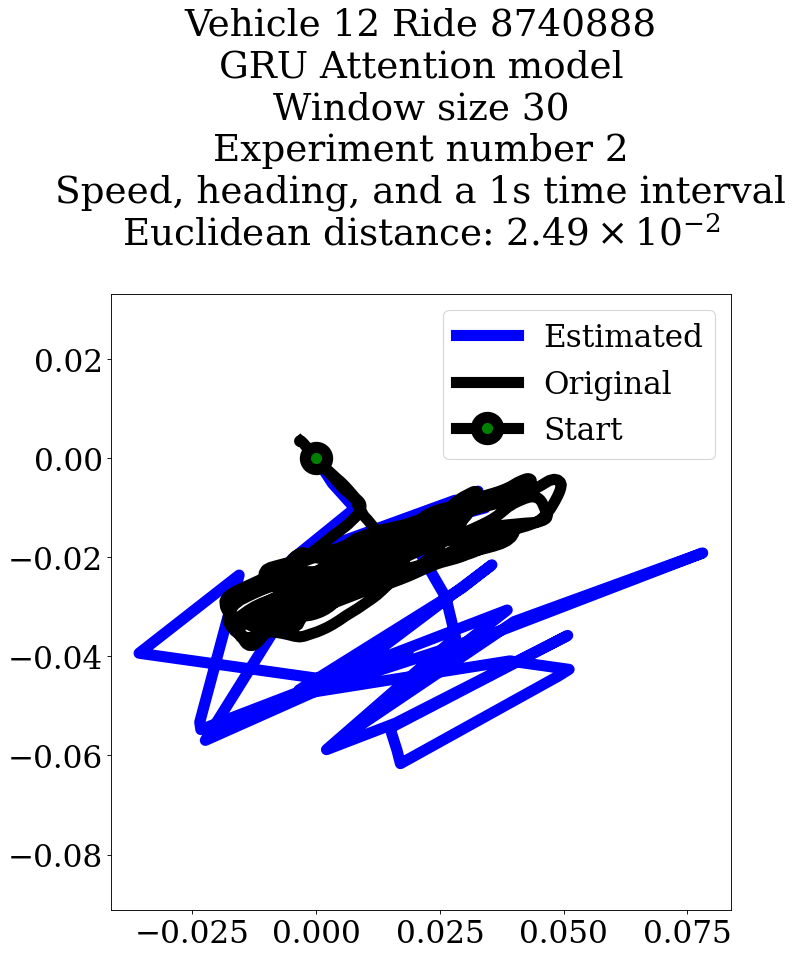 Vehicle 12 Ride 8740888
GRU Attention model
Window size 30
Experiment number 2
Speed, heading, and a 1s time interval
Euclidean distance: 2.49 × 10⁻²
Estimated
Original
Start
0.02
0.00
−0.02
−0.04
−0.06
−0.08
−0.025 0.000 0.025 0.050 0.075